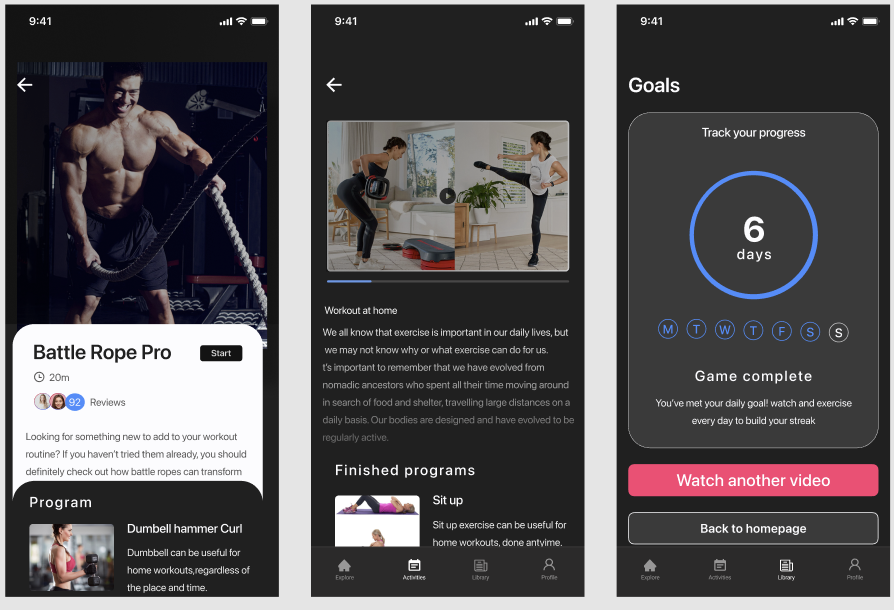 9:41
Battle Rope Pro
Start
20m
92 Reviews
Looking for something new to add to your workout
routine? If you haven't tried them already, you should
definitely check out how battle ropes can transform
Program
Dumbell hammer Curl
Dumbbell can be useful for
home workouts,regardless of
the place and time.
9:41
Workout at home
We all know that exercise is important in our daily lives, but
we may not know why or what exercise can do for us.
t's important to remember that we have evolved from
nomadic ancestors who spent all their time moving around
in search of food and shelter, travelling large distances on a
daily basis. Our bodies are designed and have evolved to be
regularly active.
Finished programs
Sit up
Sit up exercise can be useful for
home workouts, done antyime.
Explore Activities Library Profile
9:41
Goals
Track your progress
6
days
M T W T F S S
Game complete
You've met your daily goal! watch and exercise
every day to build your streak
Watch another video
Back to homepage
Explore Activities Library Profile